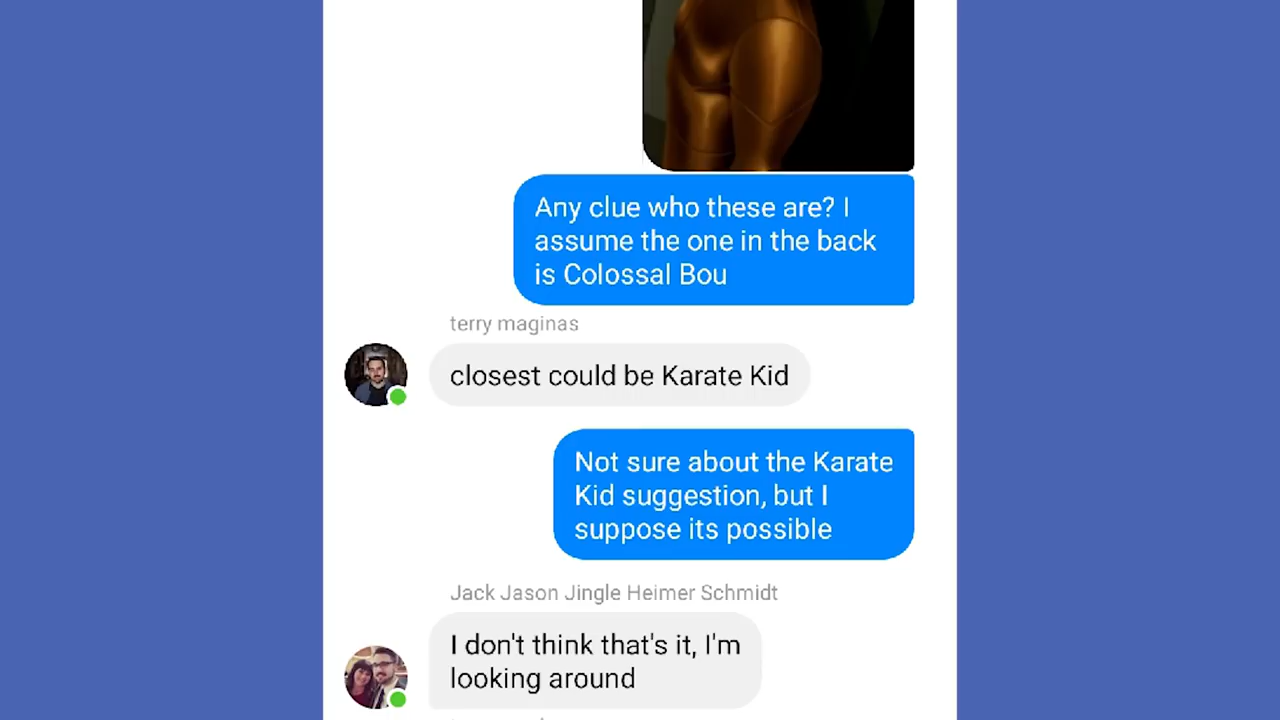 Any clue who these are? I
assume the one in the back
is Colossal Bou
terry maginas
closest could be Karate Kid
Not sure about the Karate
Kid suggestion, but I
suppose its possible
Jack Jason Jingle Heimer Schmidt
I don't think that's it, I'm
looking around